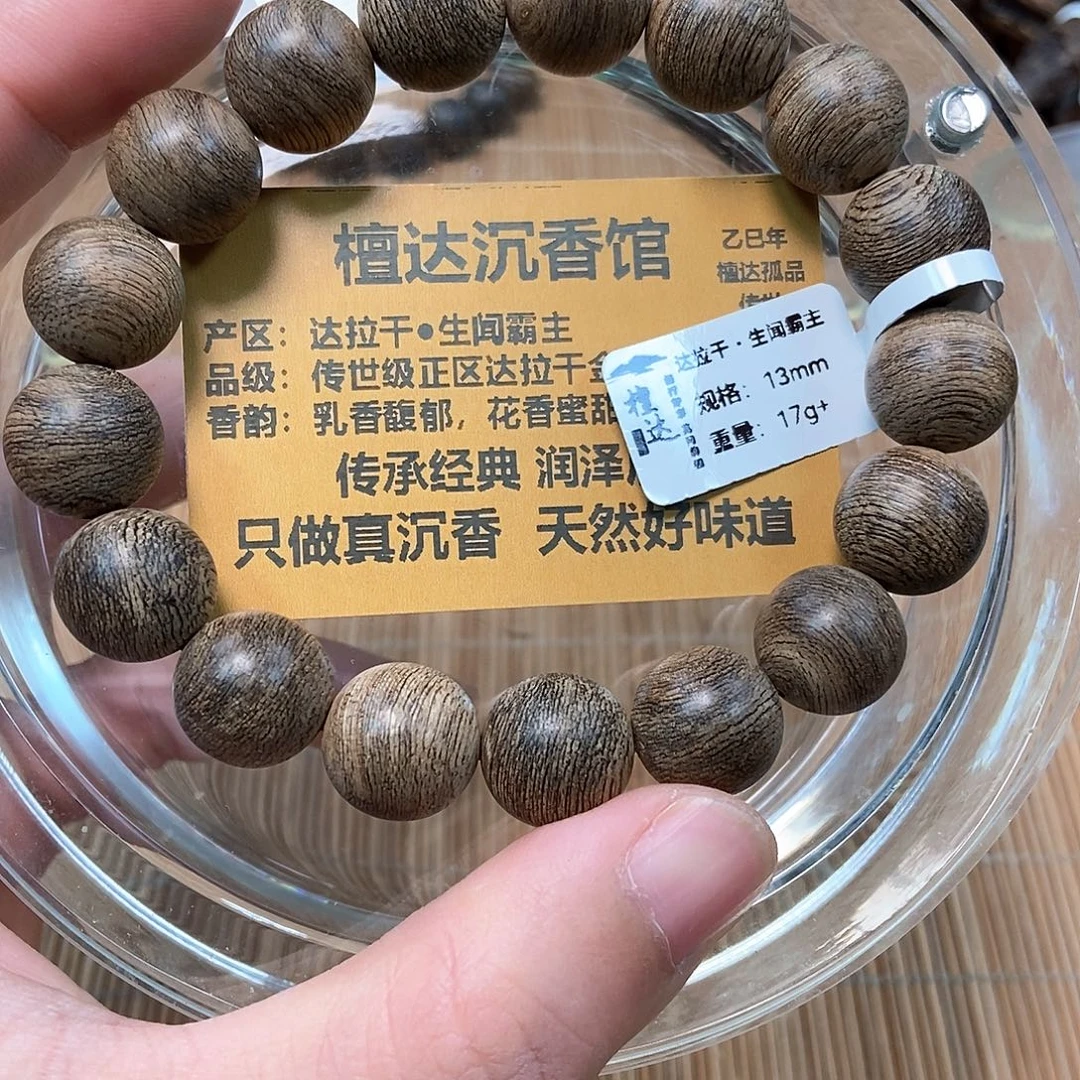 檀达沉香馆
乙巳年
檀达孤品
传世
产区：达拉干•生闻霸主
品级：传世级正区达拉干金
香韵：乳香馥郁，花香蜜甜
传承经典 润泽
只做真沉香 天然好味道
达拉干·生闻霸主
规格：13mm
重量：17g+
檀达